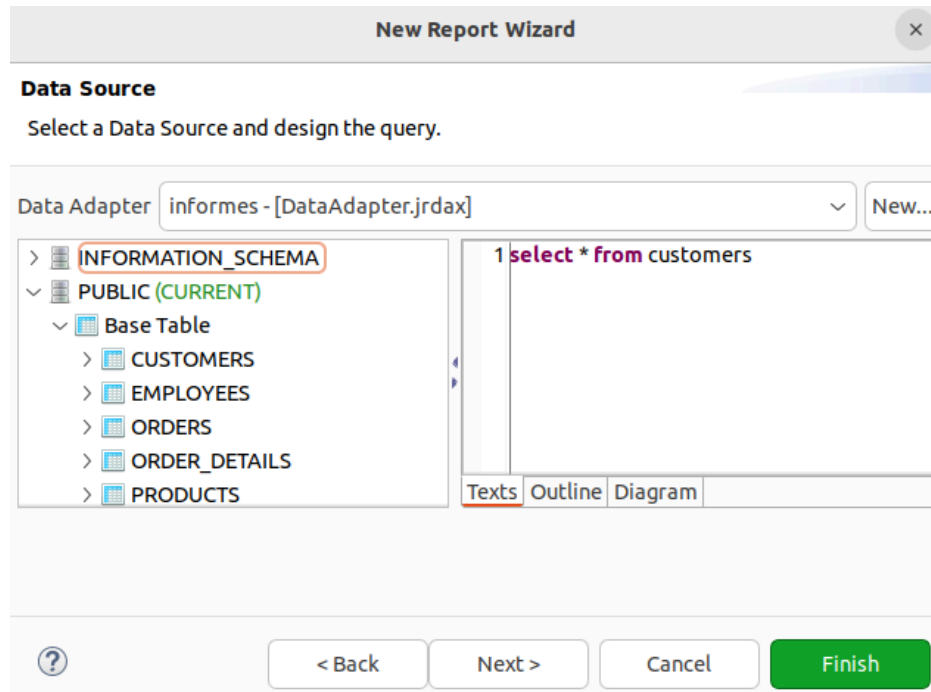 New Report Wizard
Data Source
Select a Data Source and design the query.
Data Adapter informes - [DataAdapter.jrdax] New...
INFORMATION_SCHEMA
PUBLIC (CURRENT)
Base Table
CUSTOMERS
EMPLOYEES
ORDERS
ORDER_DETAILS
PRODUCTS
1 select * from customers
Texts Outline Diagram
? < Back Next > Cancel Finish